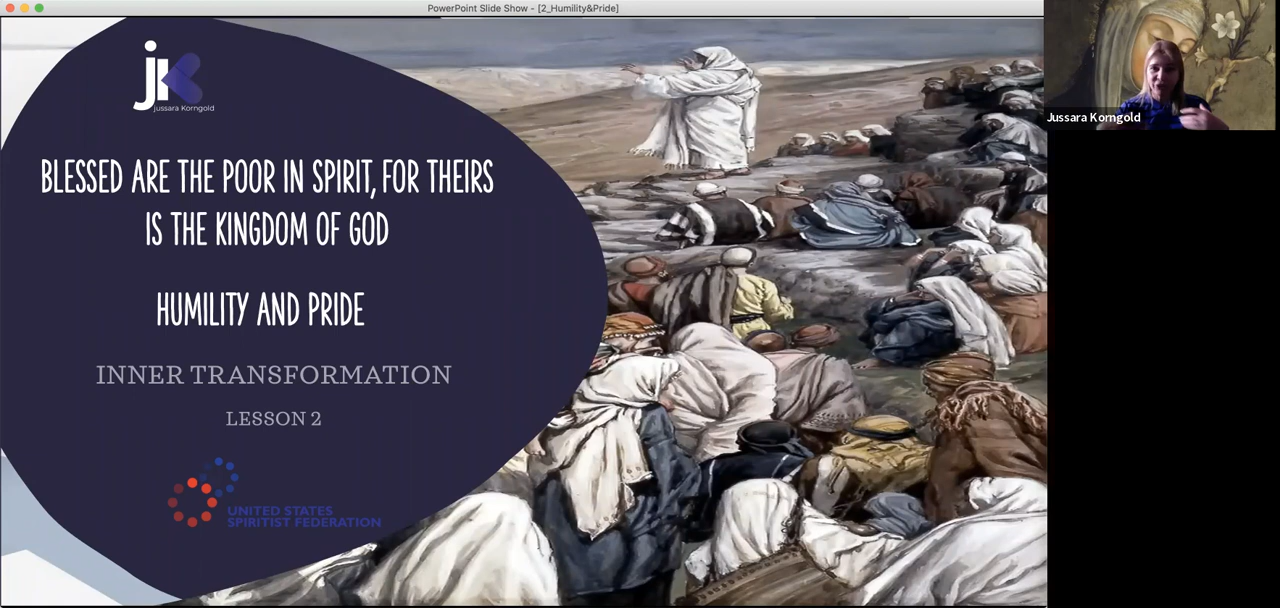 PowerPoint Slide Show - [2_Humility&Pride]
jk
jussara Korngold
BLESSED ARE THE POOR IN SPIRIT, FOR THEIRS
IS THE KINGDOM OF GOD
HUMILITY AND PRIDE
INNER TRANSFORMATION
LESSON 2
UNITED STATES
SPIRITIST FEDERATION
Jussara Korngold